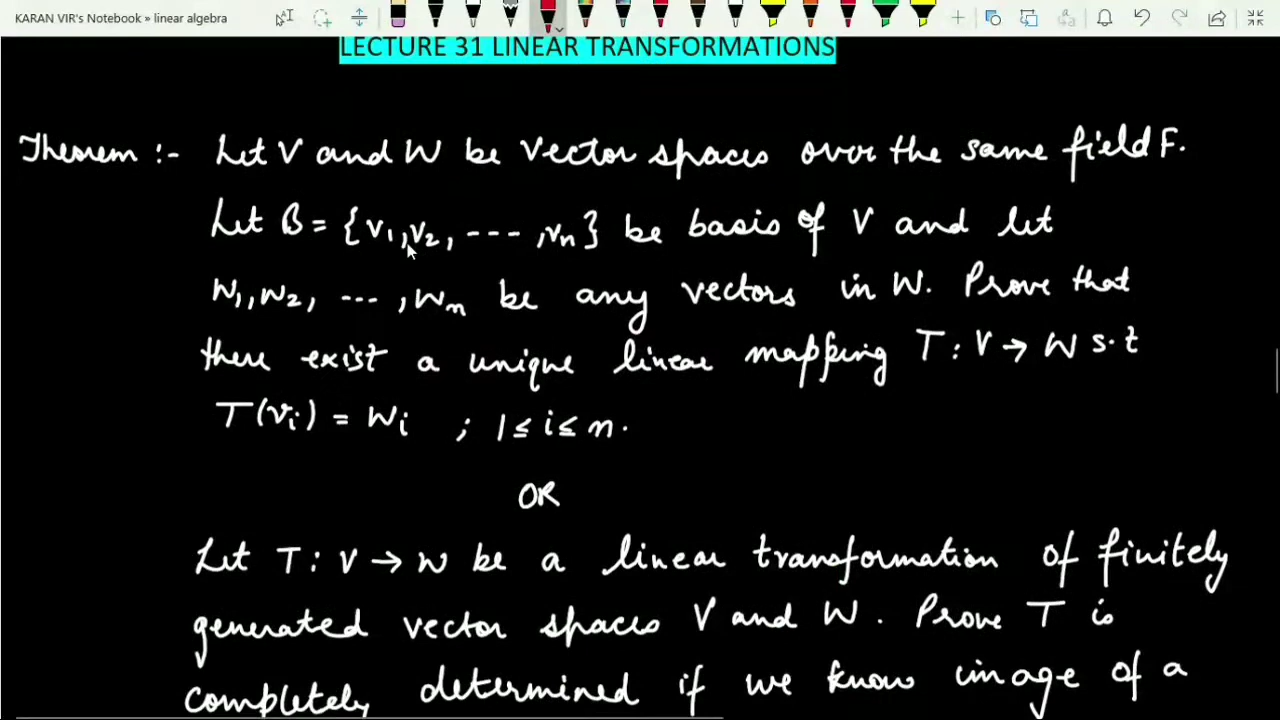 KARAN VIR's Notebook » linear algebra
LECTURE 31 LINEAR TRANSFORMATIONS
Theorem :- Let V and W be vector spaces over the same field F.
Let B = {v1,v2, ---- ,vn} be basis of V and let
w1,w2, --- ,wn be any vectors in W. Prove that
there exist a unique linear mapping T : V → W s.t
T(vi) = wi ; 1 ≤ i ≤ n.
OR
Let T : V → W be a linear transformation of finitely
generated vector spaces V and W. Prove T is
completely determined if we know image of a